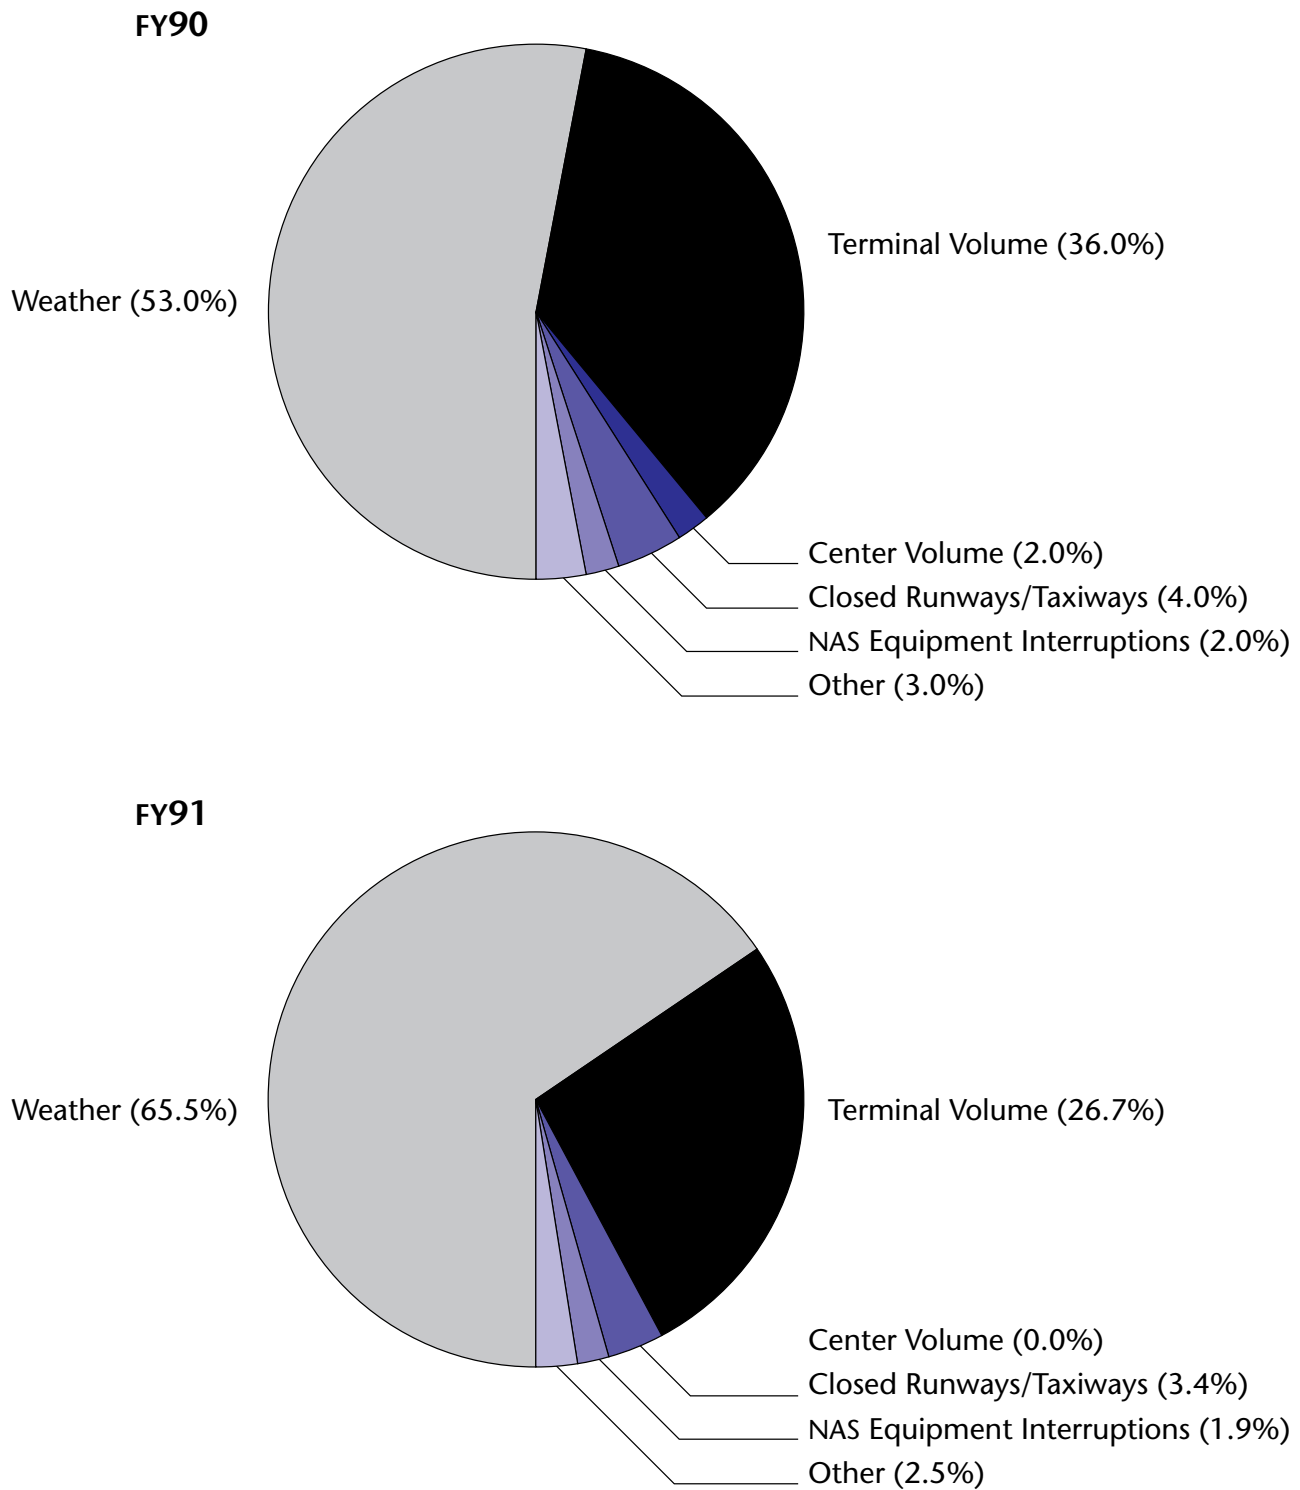 FY90
Terminal Volume (36.0%)
Weather (53.0%)
Center Volume (2.0%)
Closed Runways/Taxiways (4.0%)
NAS Equipment Interruptions (2.0%)
Other (3.0%)
FY91
Weather (65.5%)
Terminal Volume (26.7%)
Center Volume (0.0%)
Closed Runways/Taxiways (3.4%)
NAS Equipment Interruptions (1.9%)
Other (2.5%)